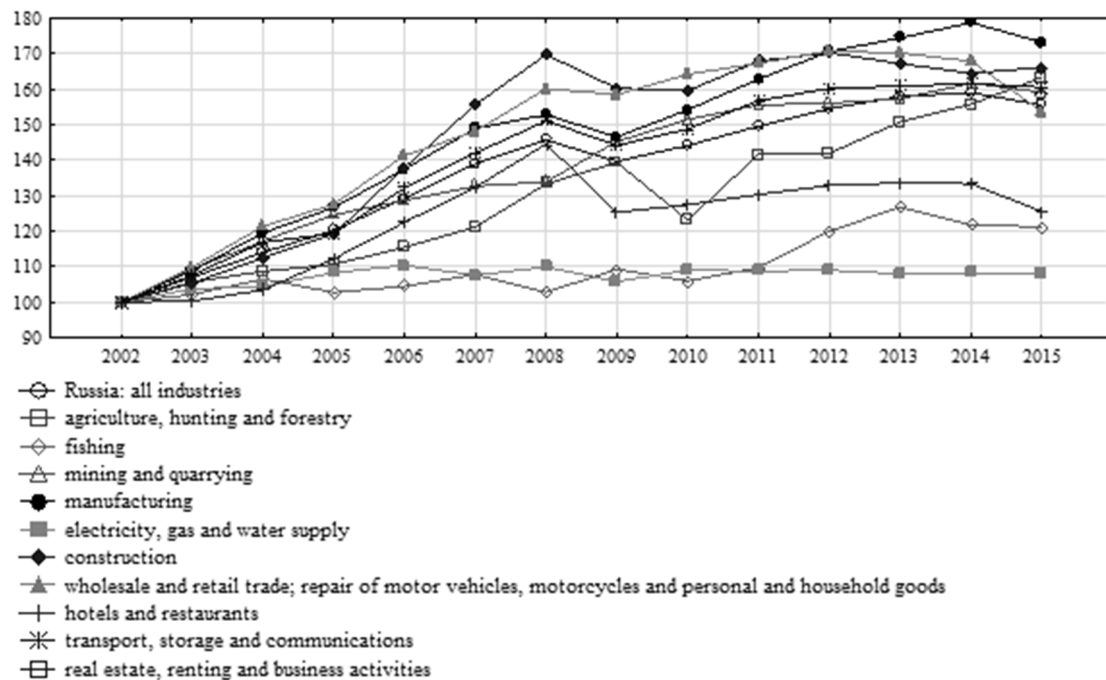 180
170
160
150
140
130
120
110
100
90
2002 2003 2004 2005 2006 2007 2008 2009 2010 2011 2012 2013 2014 2015
Russia: all industries
agriculture, hunting and forestry
fishing
mining and quarrying
manufacturing
electricity, gas and water supply
construction
wholesale and retail trade; repair of motor vehicles, motorcycles and personal and household goods
hotels and restaurants
transport, storage and communications
real estate, renting and business activities